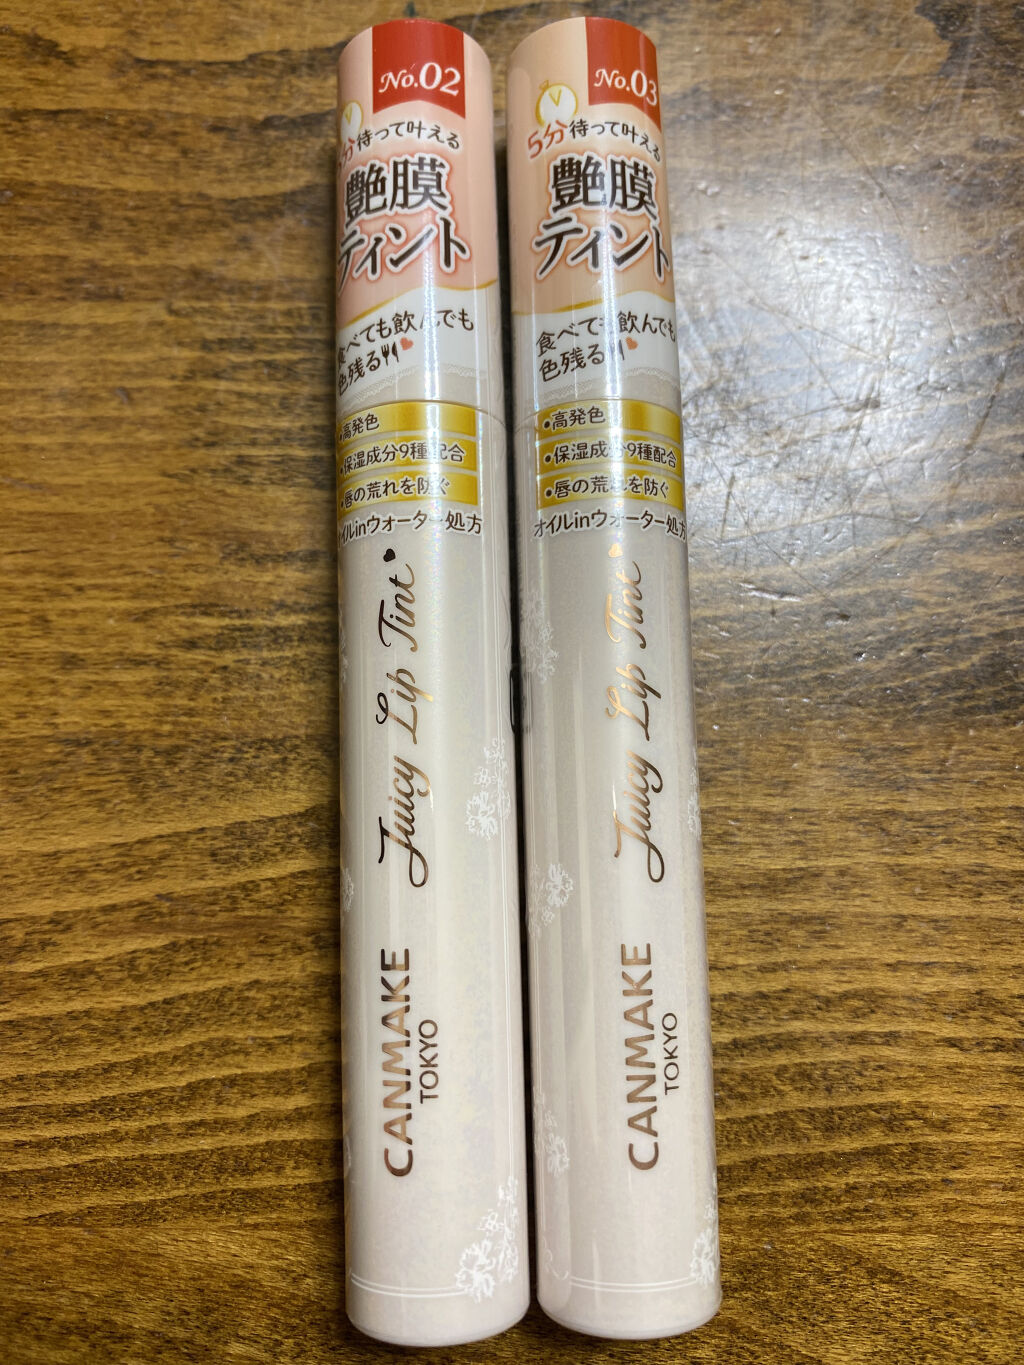 No.02
分待って叶える
艶膜
ティント
食べても飲んでも
色残る
・高発色
・保湿成分9種配合
・唇の荒れを防ぐ
オイルinウォーター処方
Juicy Lip Tint
CANMAKE
TOKYO
No.03
5分待って叶える
艶膜
ティント
食べても飲んでも
色残る
・高発色
・保湿成分9種配合
・唇の荒れを防ぐ
オイルinウォーター処方
Juicy Lip Tint
CANMAKE
TOKYO